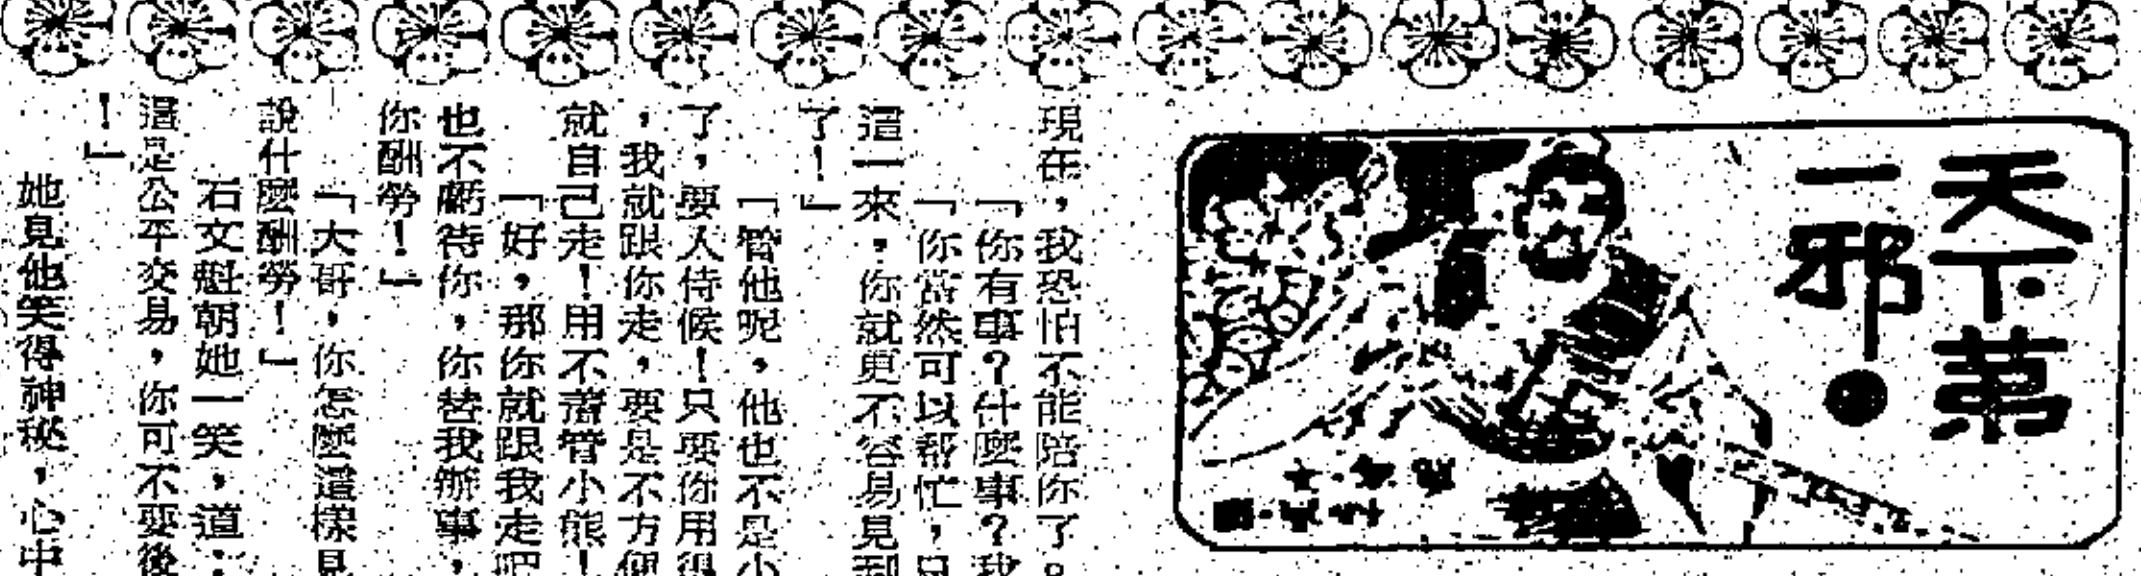 天下第
一邪●
現在，我恐怕不能陪你了。
「你有事？什麼事？我
「你當然可以幫忙，只
這一來，你就更不容易見到
了！」
「管他呢，他也不是小
了，要人侍候！只要你用得
，我就跟你走，要是不方便
就自己走！用不著管小熊！
「好，那你就跟我走吧
也不虧待你，你替我辦事，
你酬勞！」
「大哥，你怎麼這樣見
說什麼酬勞！」
石文魁朝她一笑，道：
這是公平交易，你可不要後
！」
她見他笑得神秘，心中